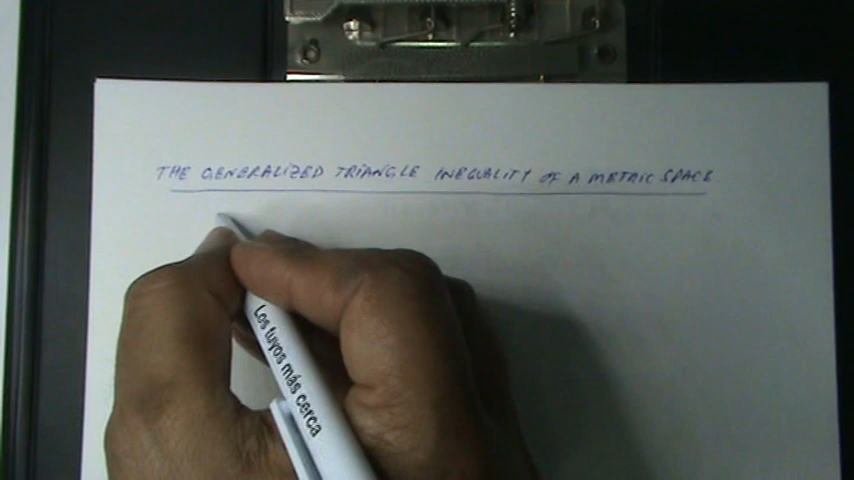 THE GENERALIZED TRIANGLE INEQUALITY OF A METRIC SPACE
Los tuyos más cerca